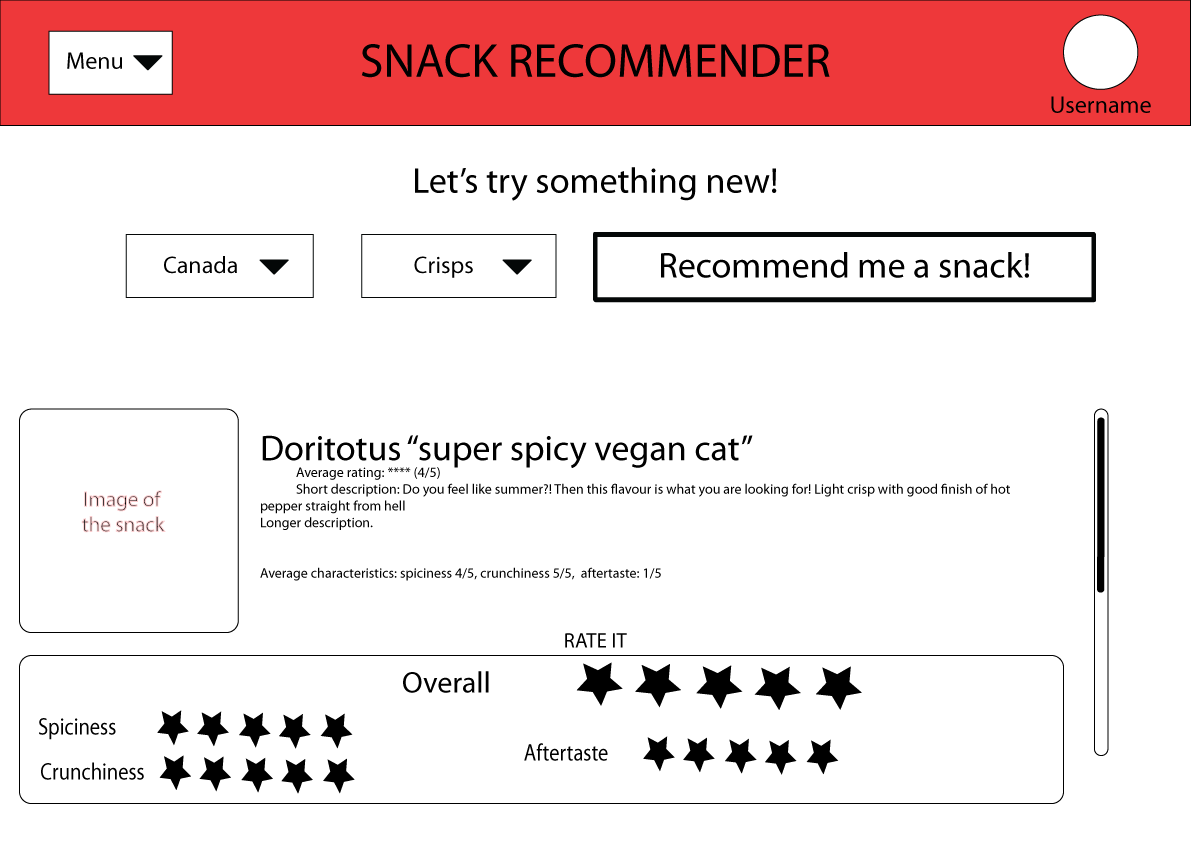 Menu
SNACK RECOMMENDER
Username
Let’s try something new!
Canada
Crisps
Recommend me a snack!
Image of
the snack
Doritotus “super spicy vegan cat”
Average rating: **** (4/5)
Short description: Do you feel like summer?! Then this flavour is what you are looking for! Light crisp with good finish of hot
pepper straight from hell
Longer description.
Average characteristics: spiciness 4/5, crunchiness 5/5,  aftertaste: 1/5
RATE IT
Overall
Spiciness
Aftertaste
Crunchiness